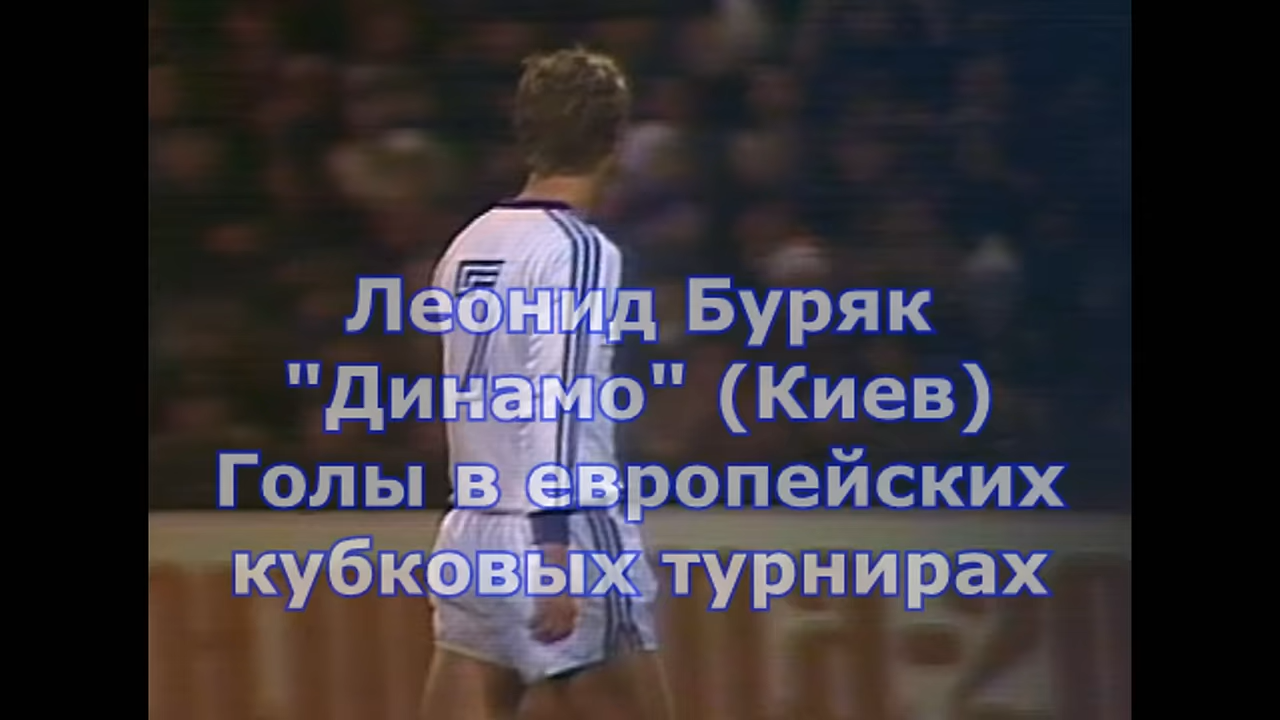 Леонид Буряк
"Динамо" (Киев)
Голы в европейских
кубковых турнирах